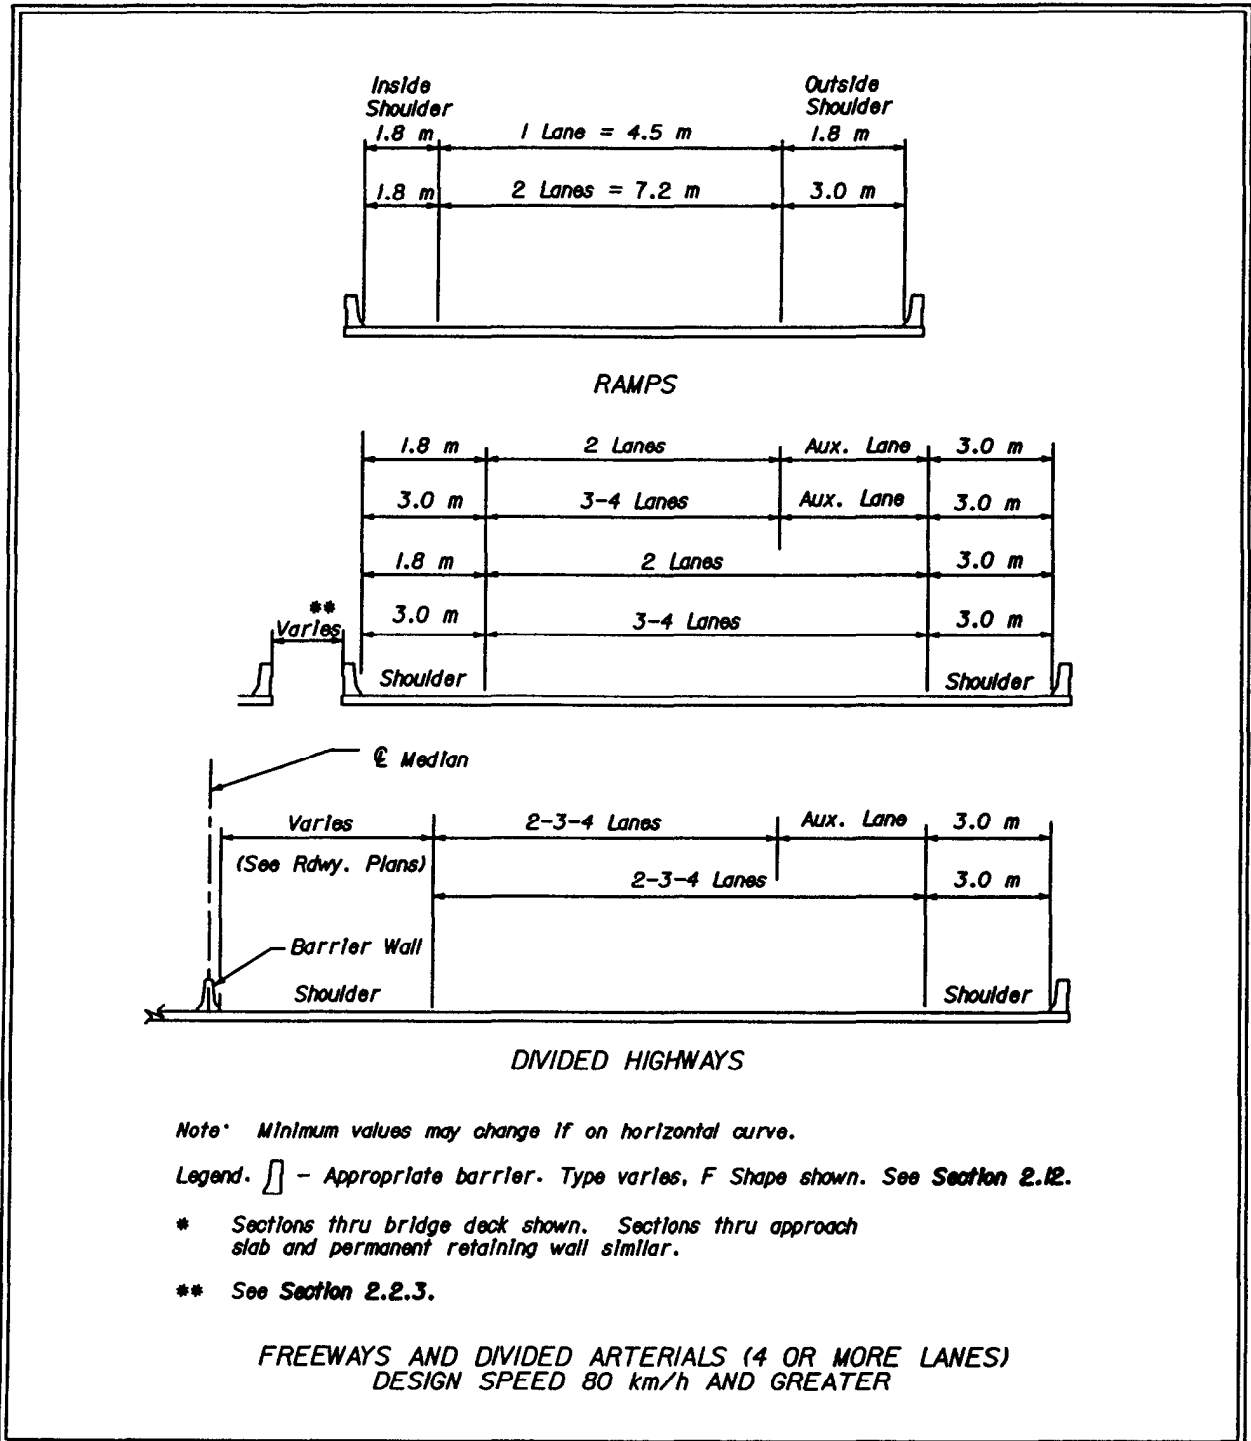 Inside Shoulder
Outside Shoulder
1.8 m
1 Lane = 4.5 m
1.8 m
1.8 m
2 Lanes = 7.2 m
3.0 m
RAMPS
1.8 m
2 Lanes
Aux. Lane
3.0 m
3.0 m
3-4 Lanes
Aux. Lane
3.0 m
1.8 m
2 Lanes
3.0 m
**
Varies
3.0 m
3-4 Lanes
3.0 m
Shoulder
Shoulder
℄ Median
Varies
2-3-4 Lanes
Aux. Lane
3.0 m
(See Rdwy. Plans)
2-3-4 Lanes
3.0 m
Barrier Wall
Shoulder
Shoulder
DIVIDED HIGHWAYS
Note· Minimum values may change if on horizontal curve.
Legend. - Appropriate barrier. Type varies, F Shape shown. See Section 2.12.
* Sections thru bridge deck shown. Sections thru approach
slab and permanent retaining wall similar.
** See Section 2.2.3.
FREEWAYS AND DIVIDED ARTERIALS (4 OR MORE LANES)
DESIGN SPEED 80 km/h AND GREATER